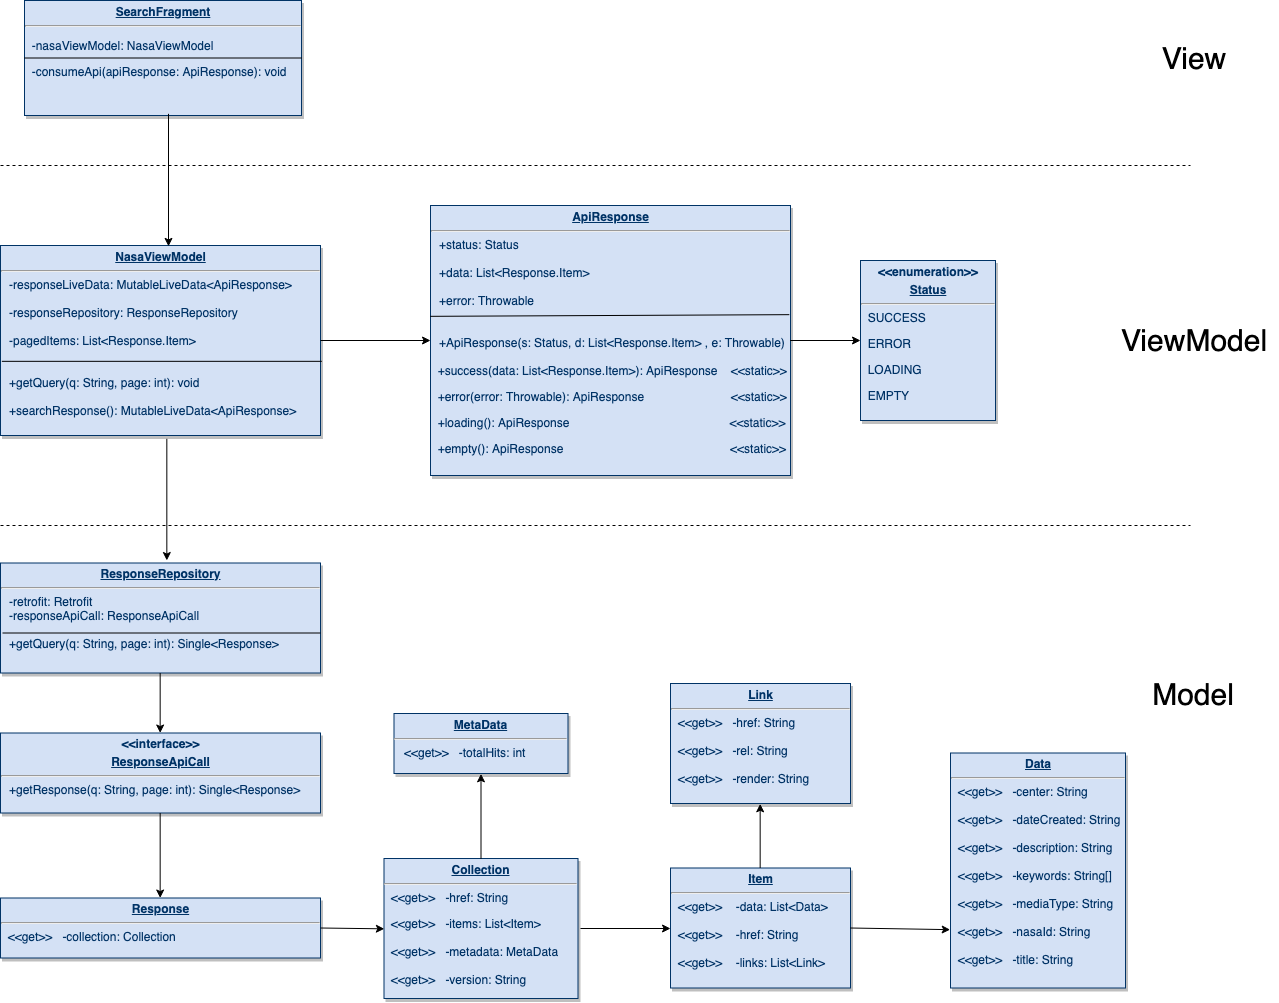 SearchFragment
-nasaViewModel: NasaViewModel
-consumeApi(apiResponse: ApiResponse): void
View
NasaViewModel
-responseLiveData: MutableLiveData<ApiResponse>
-responseRepository: ResponseRepository
-pagedItems: List<Response.Item>
+getQuery(q: String, page: int): void
+searchResponse(): MutableLiveData<ApiResponse>
ApiResponse
+status: Status
+data: List<Response.Item>
+error: Throwable
+ApiResponse(s: Status, d: List<Response.Item> , e: Throwable)
+success(data: List<Response.Item>): ApiResponse <<static>>
+error(error: Throwable): ApiResponse <<static>>
+loading(): ApiResponse <<static>>
+empty(): ApiResponse <<static>>
<<enumeration>>
Status
SUCCESS
ERROR
LOADING
EMPTY
ViewModel
ResponseRepository
-retrofit: Retrofit
-responseApiCall: ResponseApiCall
+getQuery(q: String, page: int): Single<Response>
<<interface>>
ResponseApiCall
+getResponse(q: String, page: int): Single<Response>
Response
<<get>> -collection: Collection
MetaData
<<get>> -totalHits: int
Collection
<<get>> -href: String
<<get>> -items: List<Item>
<<get>> -metadata: MetaData
<<get>> -version: String
Link
<<get>> -href: String
<<get>> -rel: String
<<get>> -render: String
Item
<<get>> -data: List<Data>
<<get>> -href: String
<<get>> -links: List<Link>
Data
<<get>> -center: String
<<get>> -dateCreated: String
<<get>> -description: String
<<get>> -keywords: String[]
<<get>> -mediaType: String
<<get>> -nasaId: String
<<get>> -title: String
Model